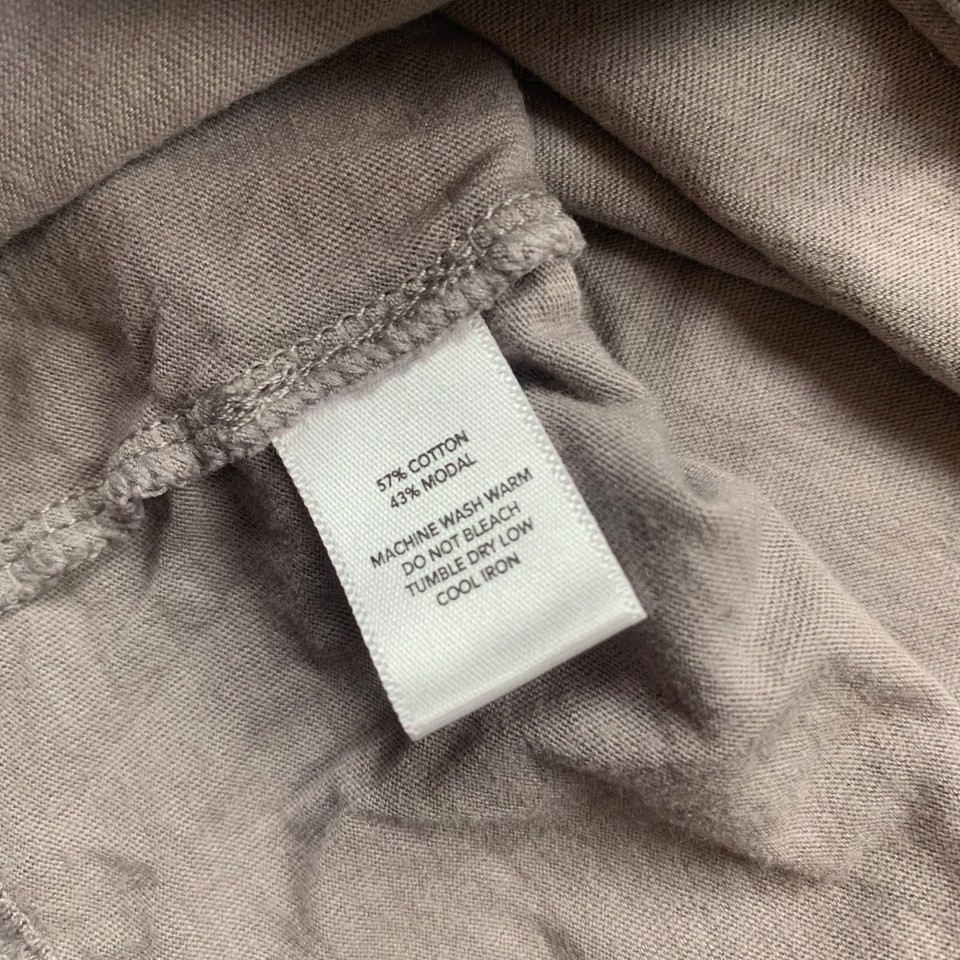 57% COTTON
43% MODAL
MACHINE WASH WARM
DO NOT BLEACH
TUMBLE DRY LOW
COOL IRON